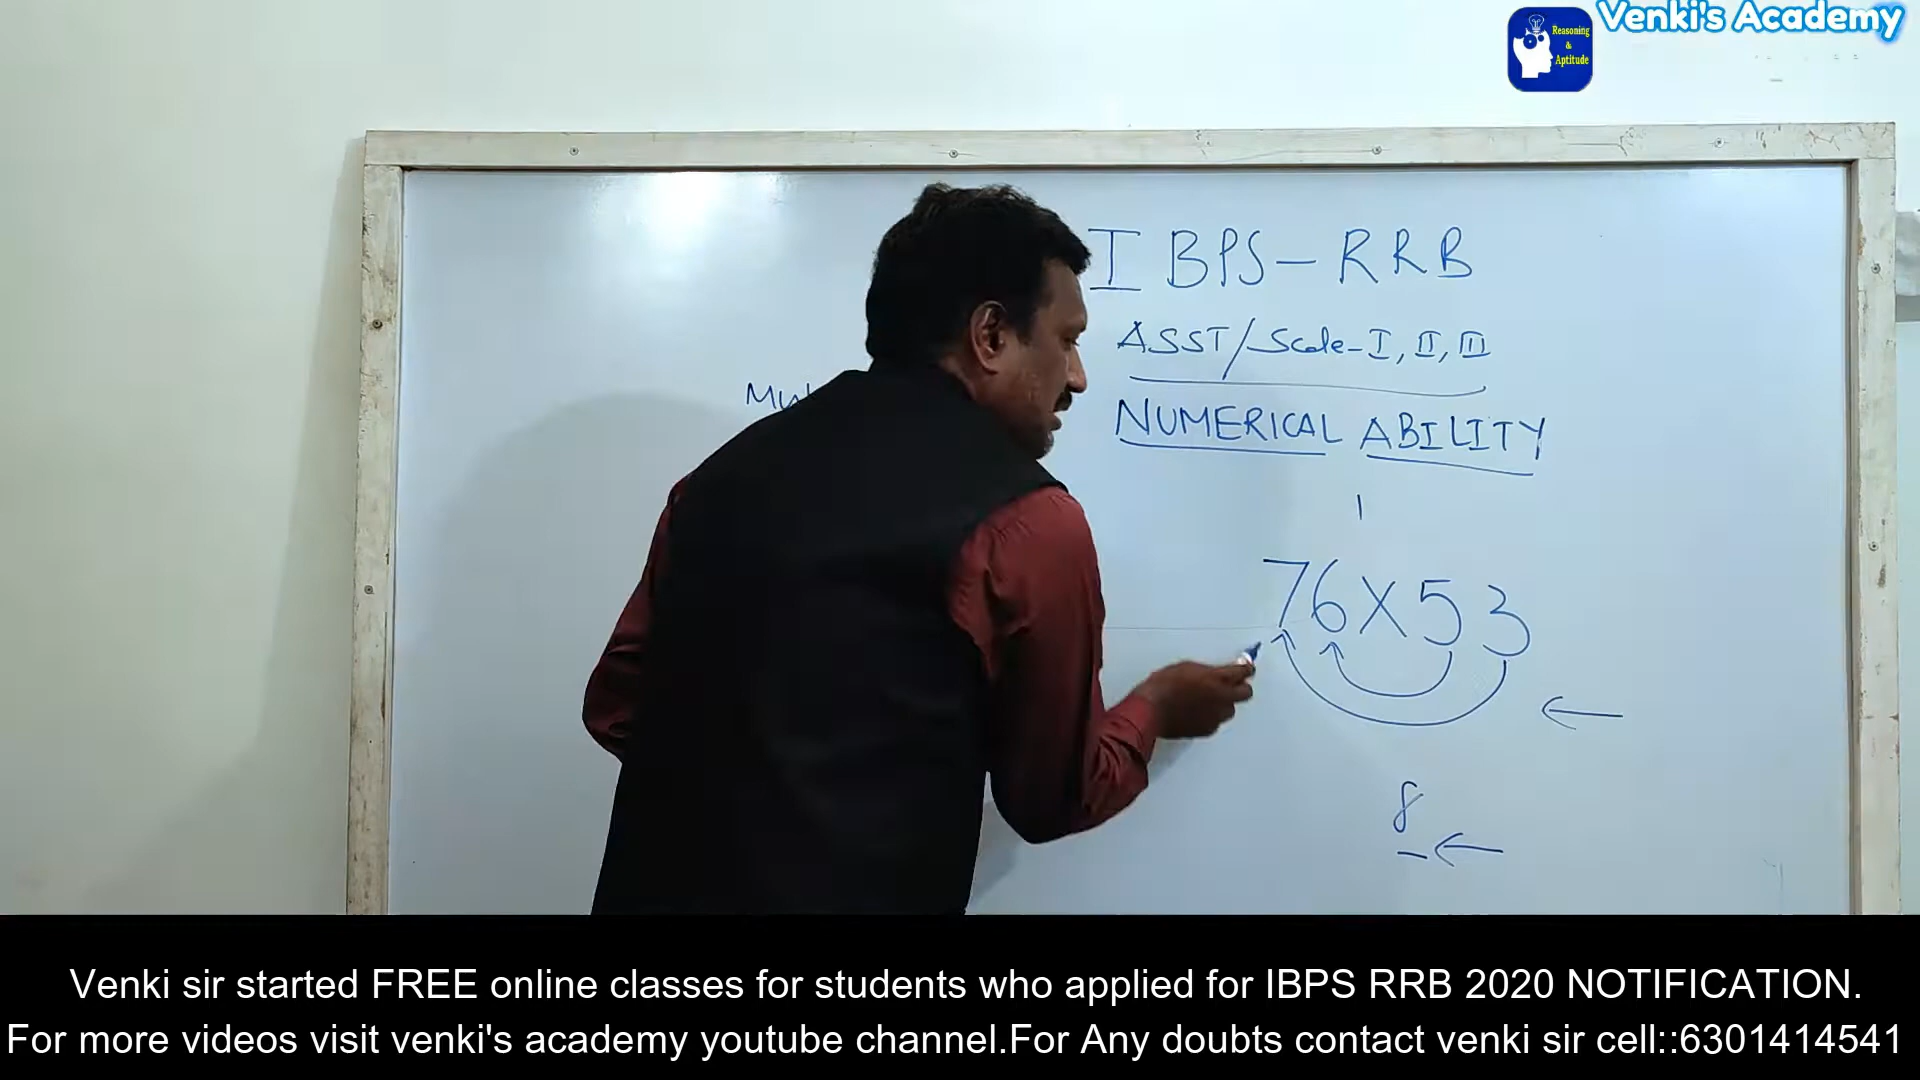 Venki's Academy
Reasoning
&
Aptitude
IBPS-RRB
ASST/Scale-I, II, III
NUMERICAL ABILITY
1
76X53
8
Venki sir started FREE online classes for students who applied for IBPS RRB 2020 NOTIFICATION.
For more videos visit venki's academy youtube channel.For Any doubts contact venki sir cell::6301414541